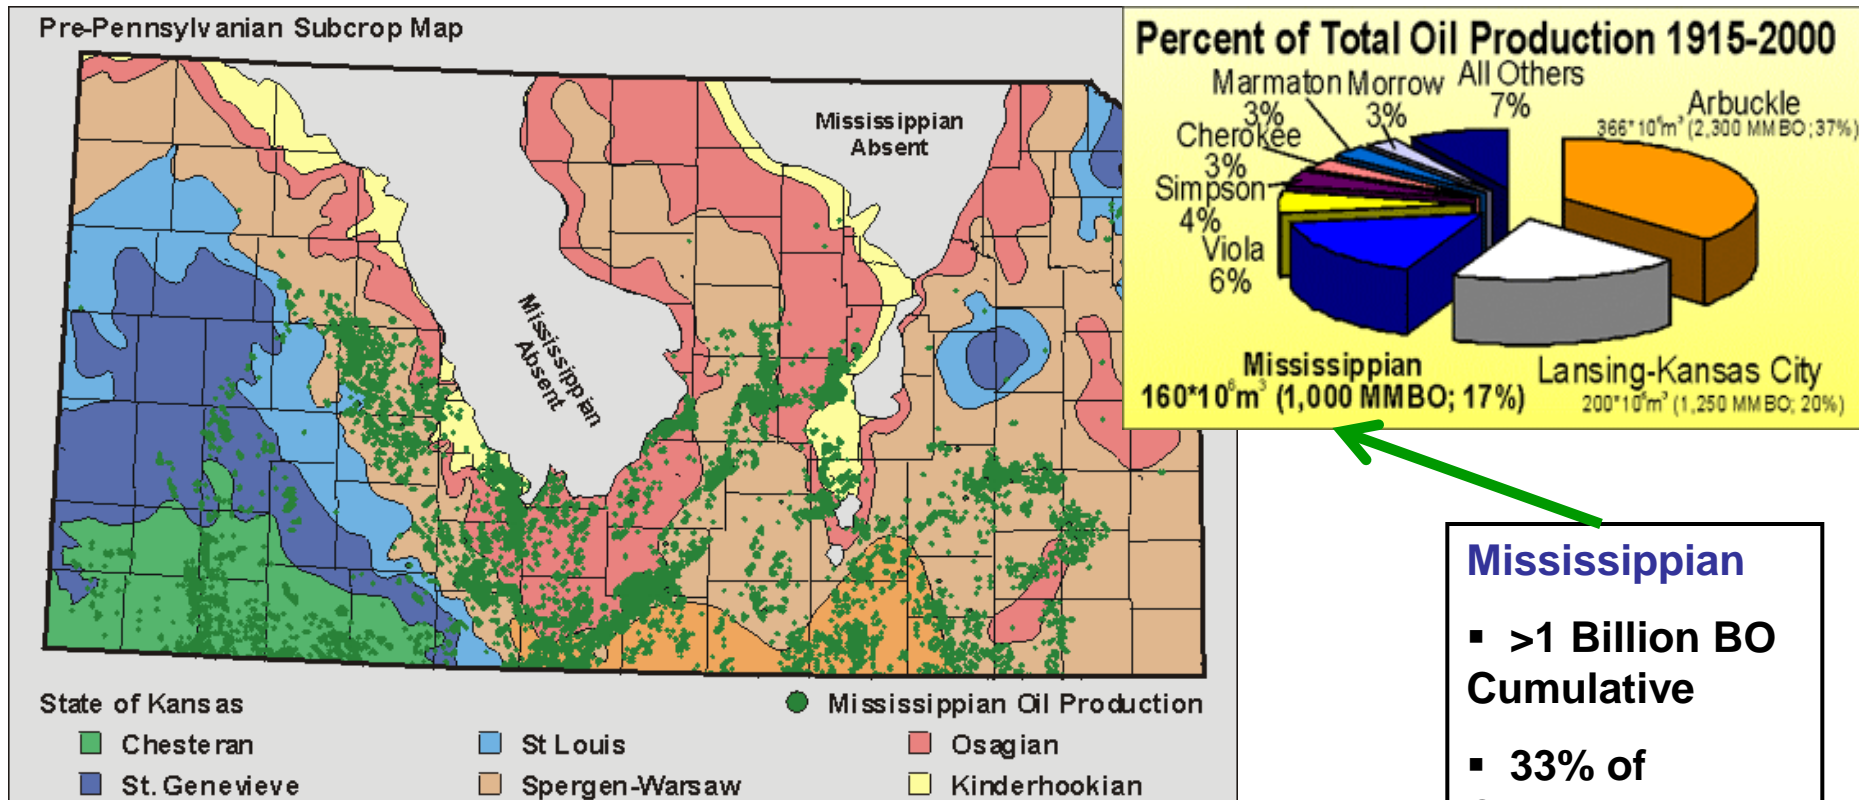 Pre-Pennsylvanian Subcrop Map
Mississippian
Absent
Mississippian
Absent
State of Kansas
Mississippian Oil Production
Chesteran
St Louis
Osagian
St. Genevieve
Spergen-Warsaw
Kinderhookian
Percent of Total Oil Production 1915-2000
Marmaton
3%
Morrow
3%
All Others
7%
Arbuckle
366*10⁶m³ (2,300 MMBO; 37%)
Cherokee
3%
Simpson
4%
Viola
6%
Mississippian
160*10⁶m³ (1,000 MMBO; 17%)
Lansing-Kansas City
200*10⁶m³ (1,250 MMBO; 20%)
Mississippian
▪ >1 Billion BO
Cumulative
▪ 33% of